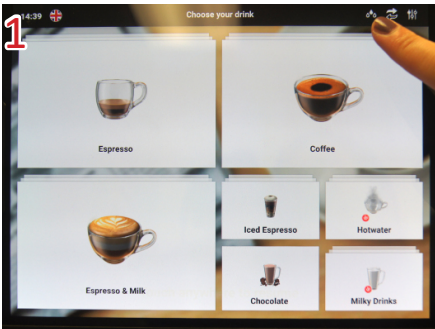 1
14:39
Choose your drink
Espresso
Coffee
Espresso & Milk
Iced Espresso
Hotwater
Chocolate
Milky Drinks